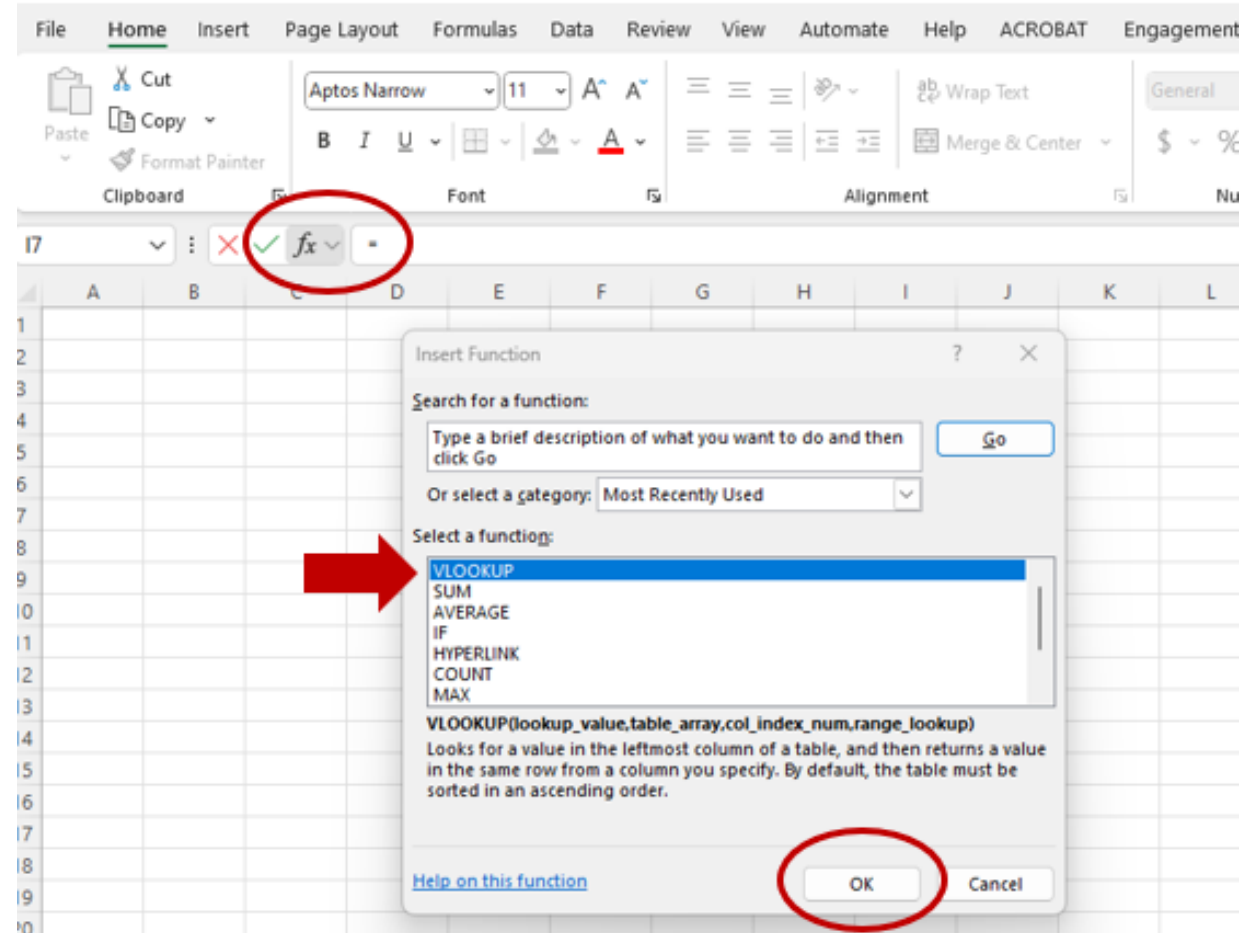 File Home Insert Page Layout Formulas Data Review View Automate Help ACROBAT Engagement
Cut
Copy
Paste
Format Painter
Clipboard
Aptos Narrow 11 A A
B I U A
Font
ab Wrap Text
Merge & Center
Alignment
General
$ %
Nu
I7 fx =
A B C D E F G H I J K L
1
2
3
4
5
6
7
8
9
10
11
12
13
14
15
16
17
18
19
20
Insert Function ?
Search for a function:
Type a brief description of what you want to do and then
click Go
Go
Or select a category: Most Recently Used
Select a function:
VLOOKUP
SUM
AVERAGE
IF
HYPERLINK
COUNT
MAX
VLOOKUP(lookup_value,table_array,col_index_num,range_lookup)
Looks for a value in the leftmost column of a table, and then returns a value
in the same row from a column you specify. By default, the table must be
sorted in an ascending order.
Help on this function
OK Cancel